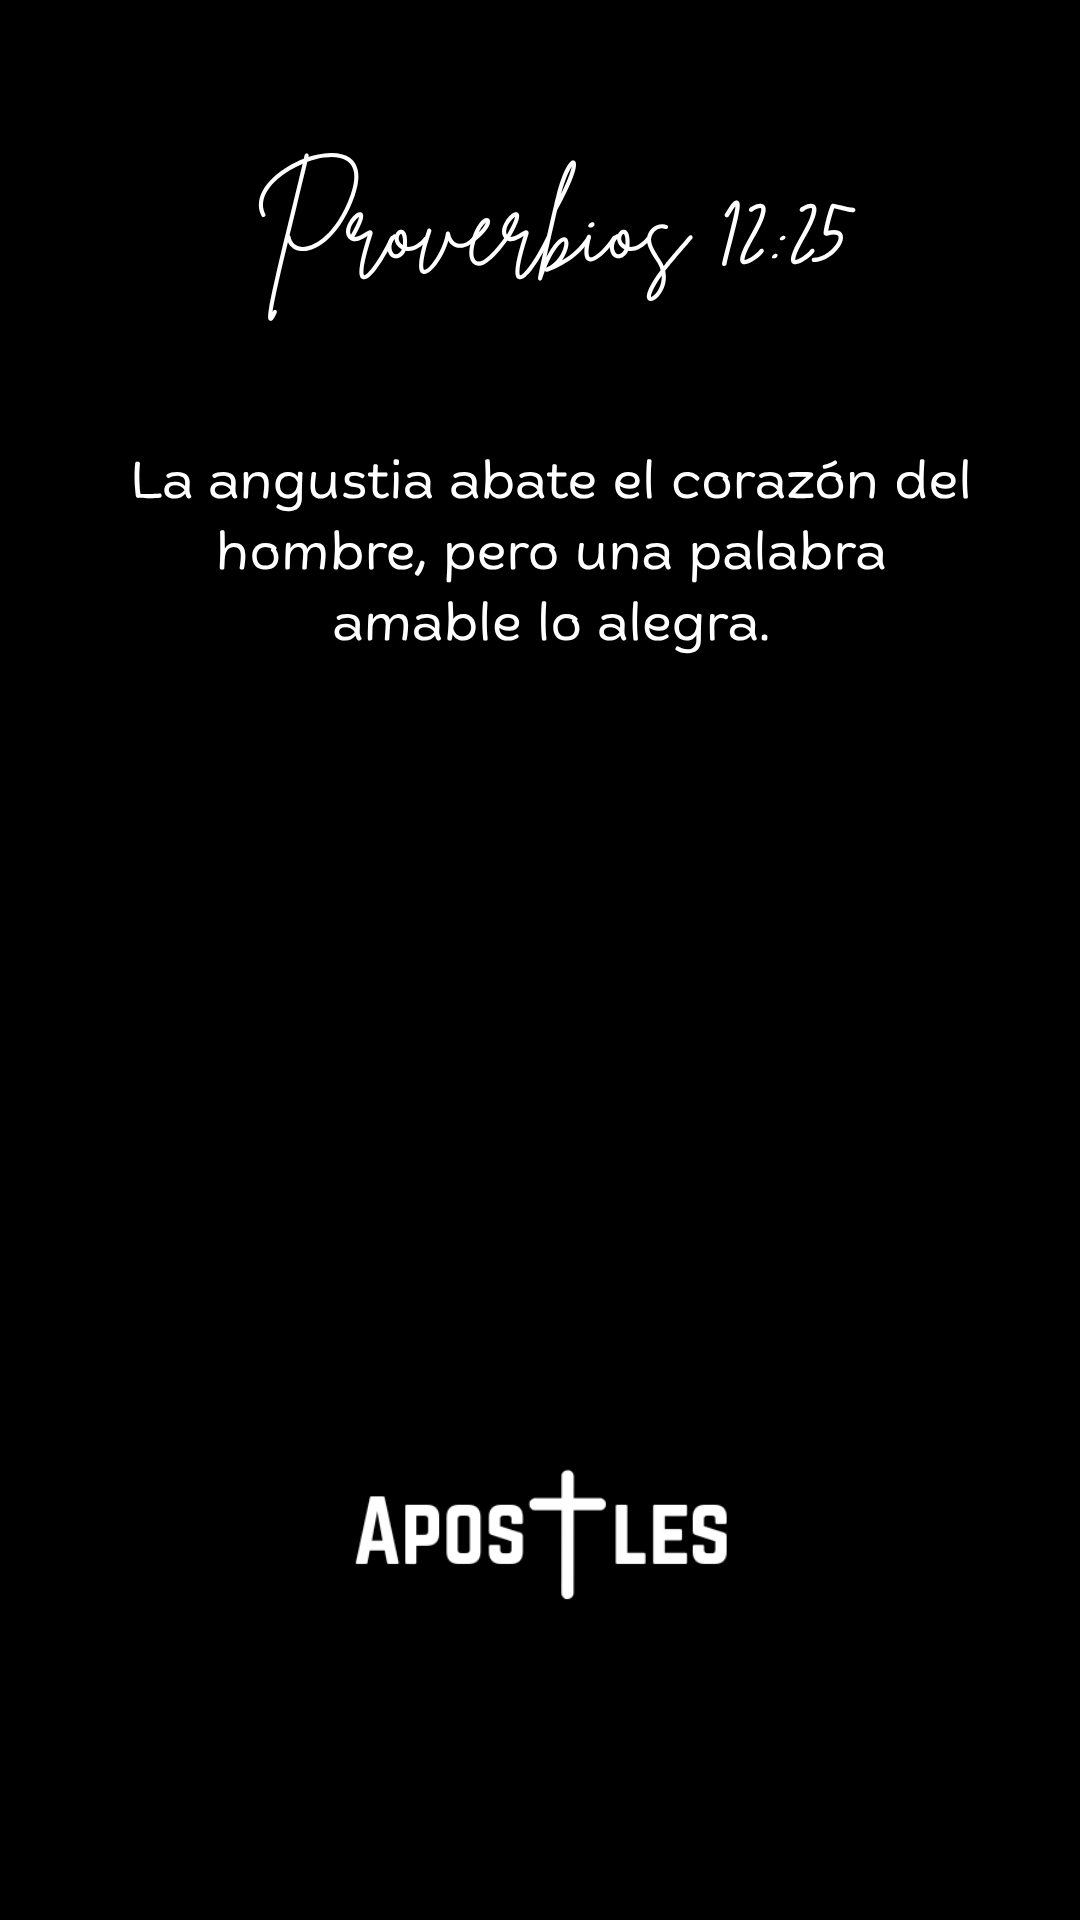 Proverbios 12:25
La angustia abate el corazón del
hombre, pero una palabra
amable lo alegra.
APOSTLES